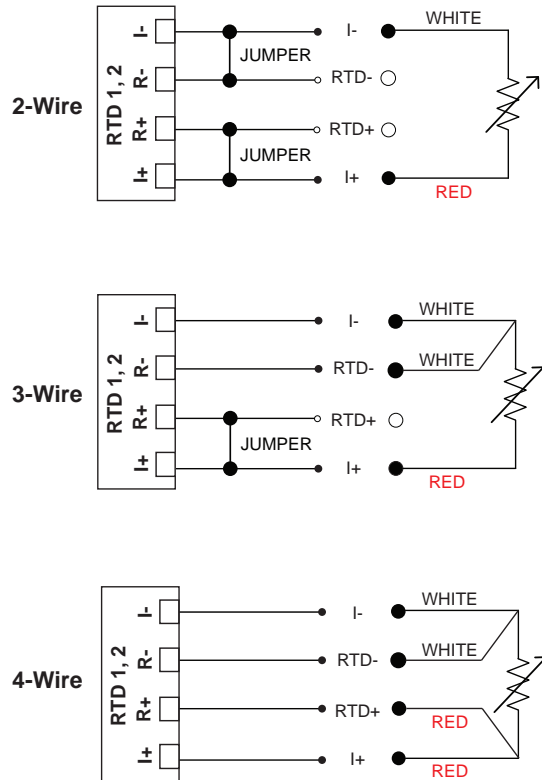 2-Wire
RTD 1, 2
I-
R-
R+
I+
JUMPER
JUMPER
I-
RTD-
RTD+
I+
WHITE
RED
3-Wire
RTD 1, 2
I-
R-
R+
I+
JUMPER
I-
RTD-
RTD+
I+
WHITE
WHITE
RED
4-Wire
RTD 1, 2
I-
R-
R+
I+
I-
RTD-
RTD+
I+
WHITE
WHITE
RED
RED